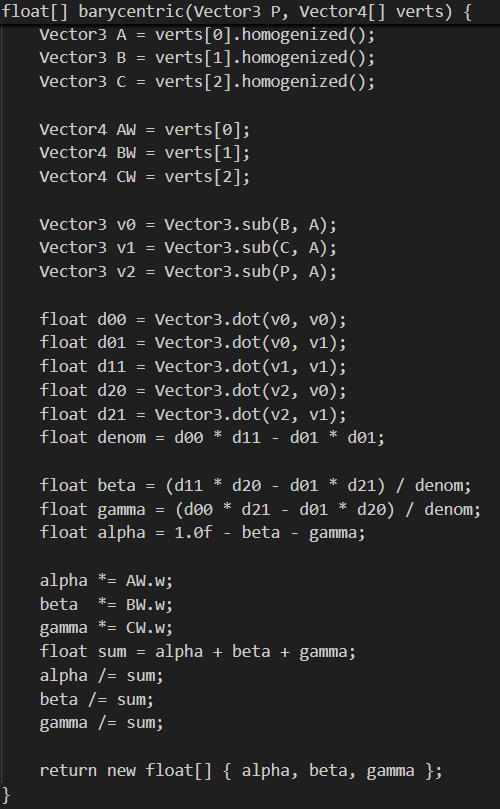 float[] barycentric(Vector3 P, Vector4[] verts) {
Vector3 A = verts[0].homogenized();
Vector3 B = verts[1].homogenized();
Vector3 C = verts[2].homogenized();
Vector4 AW = verts[0];
Vector4 BW = verts[1];
Vector4 CW = verts[2];
Vector3 v0 = Vector3.sub(B, A);
Vector3 v1 = Vector3.sub(C, A);
Vector3 v2 = Vector3.sub(P, A);
float d00 = Vector3.dot(v0, v0);
float d01 = Vector3.dot(v0, v1);
float d11 = Vector3.dot(v1, v1);
float d20 = Vector3.dot(v2, v0);
float d21 = Vector3.dot(v2, v1);
float denom = d00 * d11 - d01 * d01;
float beta = (d11 * d20 - d01 * d21) / denom;
float gamma = (d00 * d21 - d01 * d20) / denom;
float alpha = 1.0f - beta - gamma;
alpha *= AW.w;
beta  *= BW.w;
gamma *= CW.w;
float sum = alpha + beta + gamma;
alpha /= sum;
beta /= sum;
gamma /= sum;
return new float[] { alpha, beta, gamma };
}